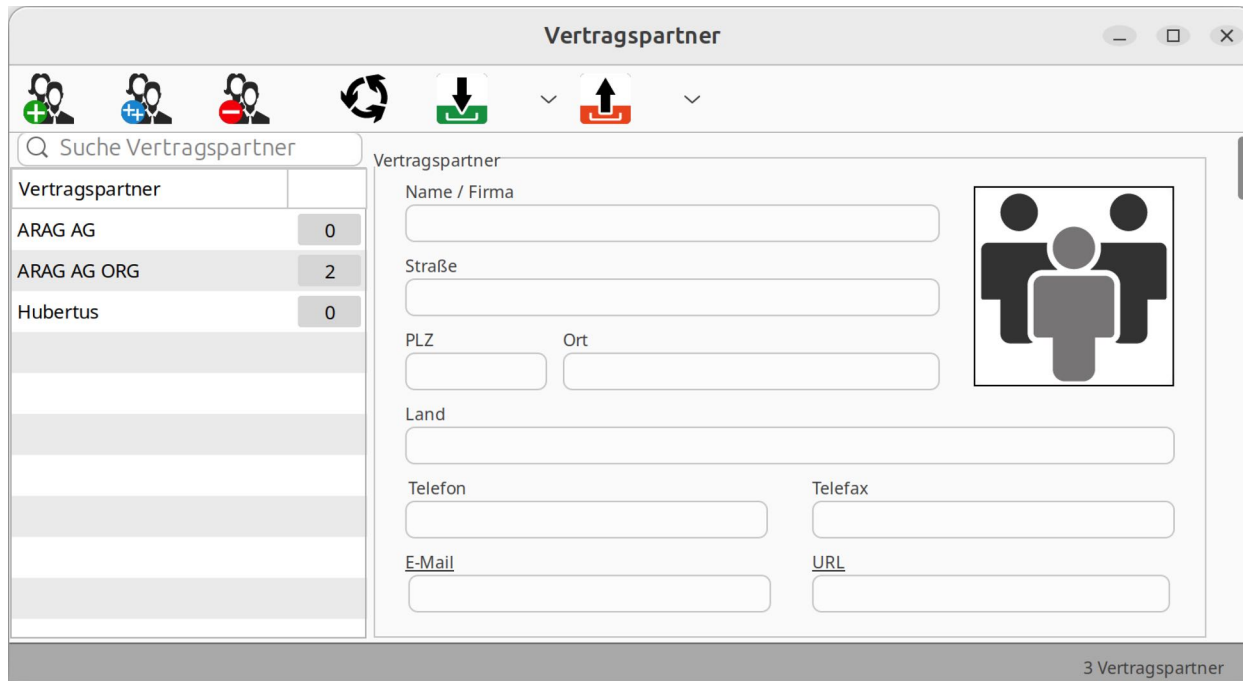 Vertragspartner
Suche Vertragspartner
Vertragspartner
ARAG AG 0
ARAG AG ORG 2
Hubertus 0
Vertragspartner
Name / Firma
Straße
PLZ Ort
Land
Telefon Telefax
E-Mail URL
3 Vertragspartner